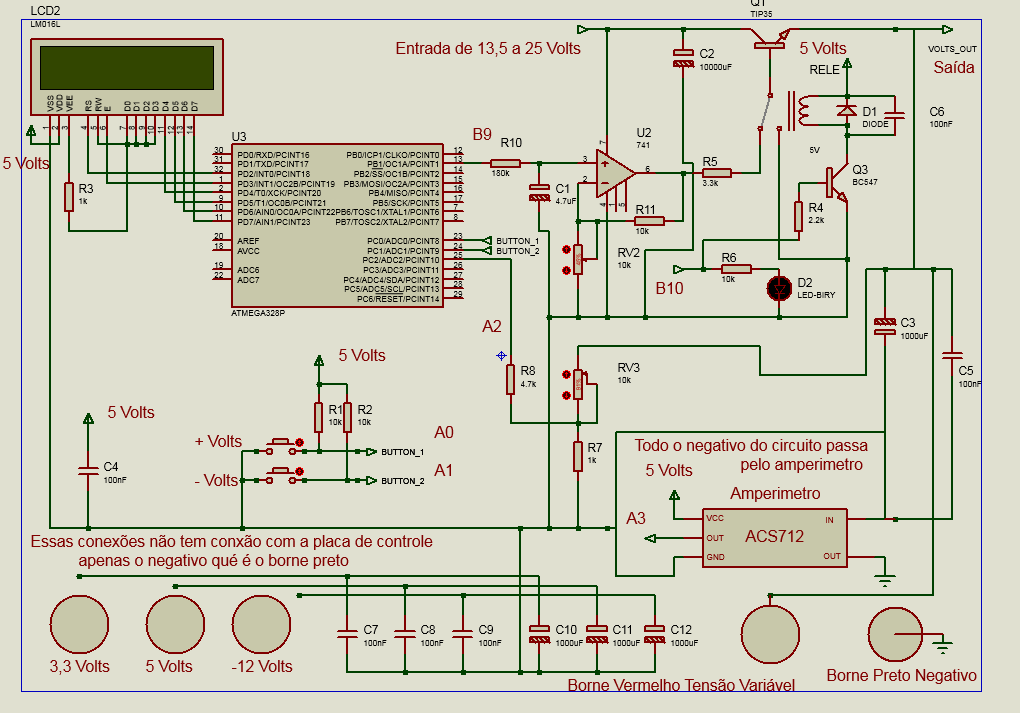 LCD2
LM016L
VSS
VDD
VEE
RS
RW
E
D0
D1
D2
D3
D4
D5
D6
D7
1
2
3
4
5
6
7
8
9
10
11
12
13
14
5 Volts
R3
1k
U3
30
31
32
1
2
9
10
11
PD0/RXD/PCINT16
PD1/TXD/PCINT17
PD2/INT0/PCINT18
PD3/INT1/OC2B/PCINT19
PD4/T0/XCK/PCINT20
PD5/T1/OC0B/PCINT21
PD6/AIN0/OC0A/PCINT22
PD7/AIN1/PCINT23
20 AREF
18 AVCC
19 ADC6
22 ADC7
PB0/ICP1/CLKO/PCINT0 12
PB1/OC1A/PCINT1 13
PB2/SS/OC1B/PCINT2 14
PB3/MOSI/OC2A/PCINT3 15
PB4/MISO/PCINT4 16
PB5/SCK/PCINT5 17
PB6/TOSC1/XTAL1/PCINT6 7
PB7/TOSC2/XTAL2/PCINT7 8
PC0/ADC0/PCINT8 23
PC1/ADC1/PCINT9 24
PC2/ADC2/PCINT10 25
PC3/ADC3/PCINT11 26
PC4/ADC4/SDA/PCINT12 27
PC5/ADC5/SCL/PCINT13 28
PC6/RESET/PCINT14 29
ATMEGA328P
BUTTON_1
BUTTON_2
Entrada de 13,5 a 25 Volts
B9
R10
180k
C1
4.7uF
U2
741
3
2
6
7
4
1
5
R11
10k
RV2
10k
C2
10000uF
Q1
TIP35
5 Volts
RELE
VOLTS_OUT
Saída
D1
DIODE
C6
100nF
5V
Q3
BC547
R5
3.3k
R4
2.2k
R6
10k
B10
D2
LED-BIRY
A2
R8
4.7k
RV3
10k
R7
1k
C3
1000uF
C5
100nF
5 Volts
R1
10k
R2
10k
5 Volts
C4
100nF
+ Volts
- Volts
BUTTON_1
BUTTON_2
A0
A1
Todo o negativo do circuito passa
pelo amperimetro
5 Volts
Amperimetro
A3
VCC
OUT
GND
ACS712
IN
OUT
Essas conexões não tem conxão com a placa de controle
apenas o negativo qué é o borne preto
3,3 Volts
5 Volts
-12 Volts
C7
100nF
C8
100nF
C9
100nF
C10
1000uF
C11
1000uF
C12
1000uF
Borne Vermelho Tensão Variável
Borne Preto Negativo